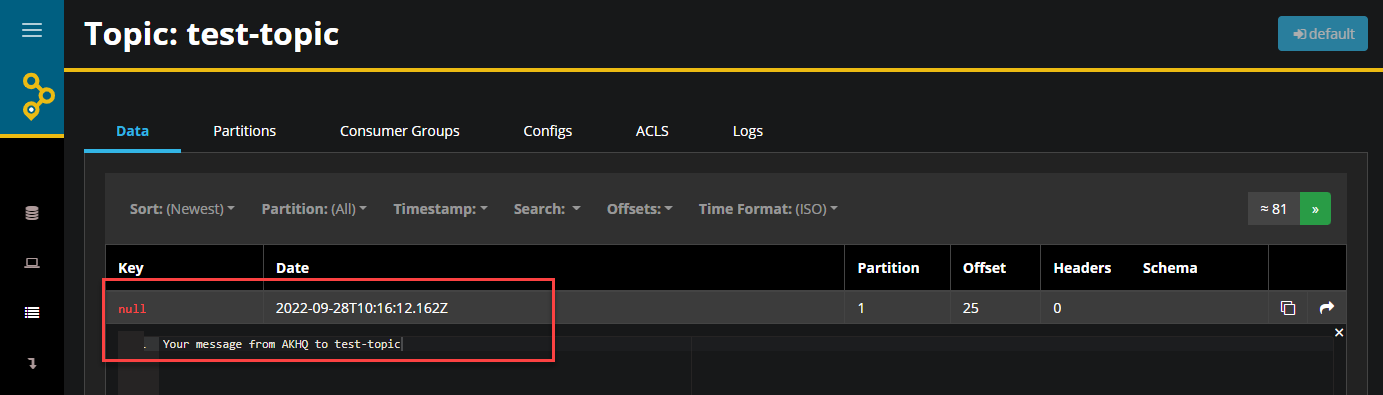 Topic: test-topic
default
Data Partitions Consumer Groups Configs ACLS Logs
Sort: (Newest) Partition: (All) Timestamp: Search: Offsets: Time Format: (ISO) ≈ 81 »
Key Date Partition Offset Headers Schema
null 2022-09-28T10:16:12.162Z 1 25 0
Your message from AKHQ to test-topic